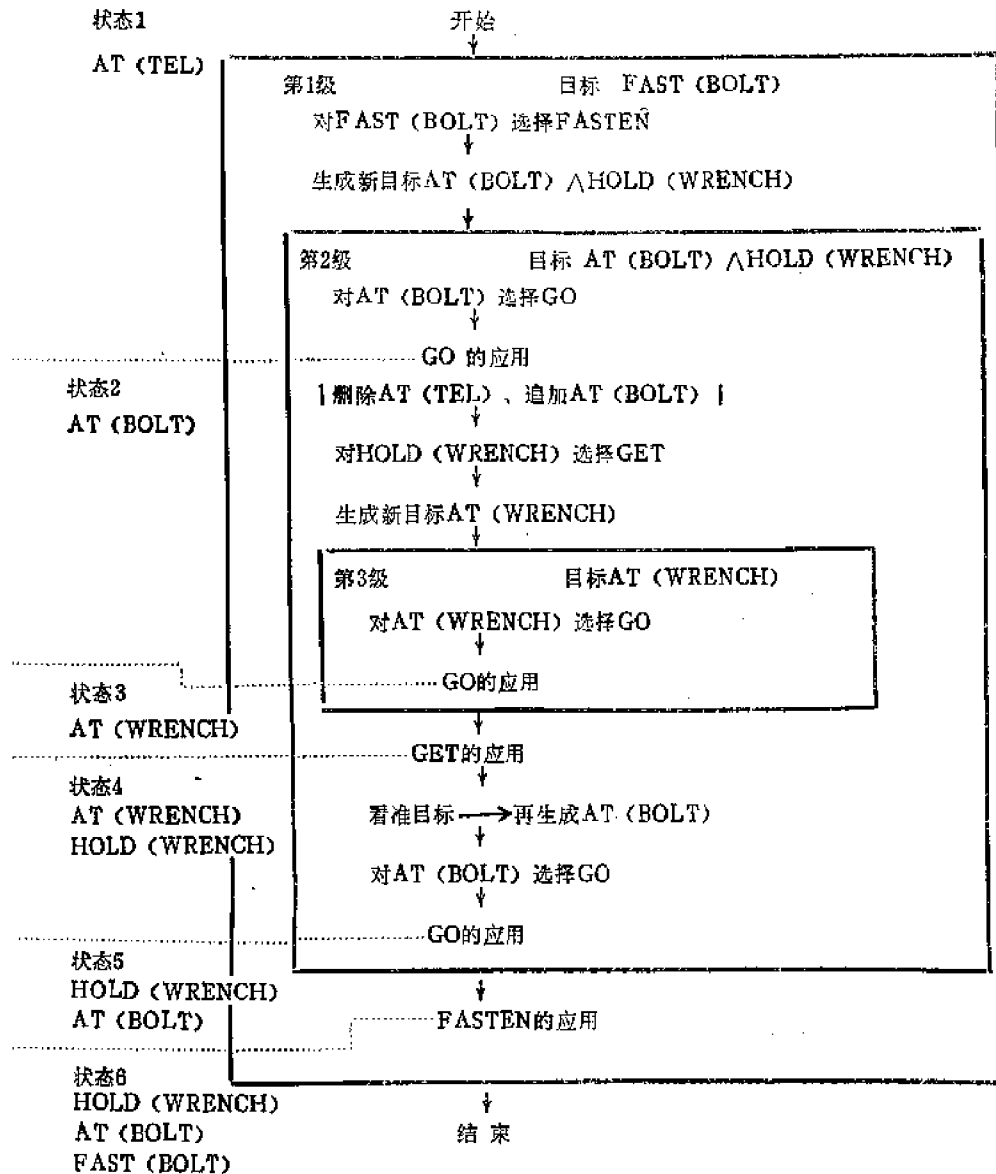 状态1
开始
AT (TEL)
第1级 目标 FAST (BOLT)
对FAST (BOLT) 选择FASTEN
生成新目标AT (BOLT) ∧HOLD (WRENCH)
第2级 目标 AT (BOLT) ∧HOLD (WRENCH)
对AT (BOLT) 选择GO
GO 的应用
状态2
删除AT (TEL)、追加AT (BOLT)
AT (BOLT)
对HOLD (WRENCH) 选择GET
生成新目标AT (WRENCH)
第3级 目标AT (WRENCH)
对AT (WRENCH) 选择GO
GO的应用
状态3
AT (WRENCH)
GET的应用
状态4
AT (WRENCH)
看准目标→再生成AT (BOLT)
HOLD (WRENCH)
对AT (BOLT) 选择GO
GO的应用
状态5
HOLD (WRENCH)
AT (BOLT)
FASTEN的应用
状态6
HOLD (WRENCH)
AT (BOLT)
结束
FAST (BOLT)